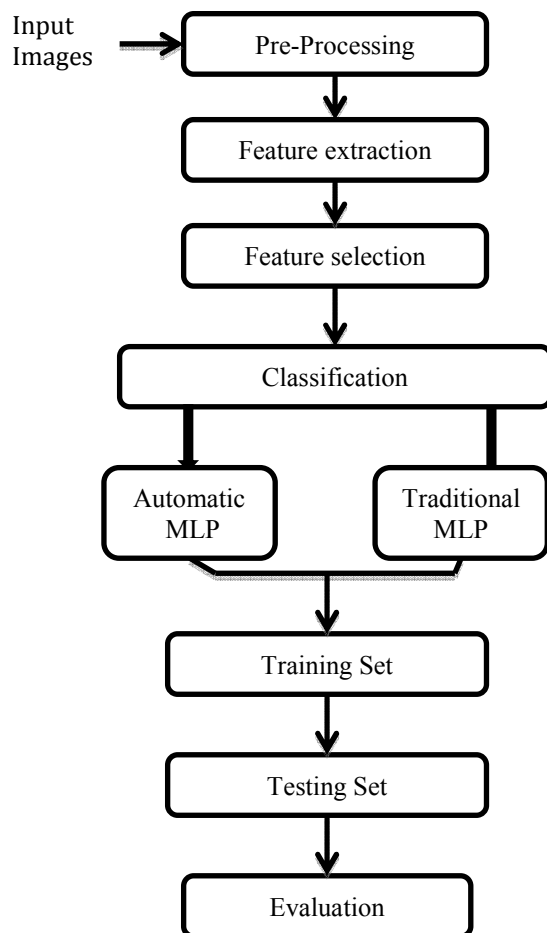 Input
Images
Pre-Processing
Feature extraction
Feature selection
Classification
Automatic
MLP
Traditional
MLP
Training Set
Testing Set
Evaluation